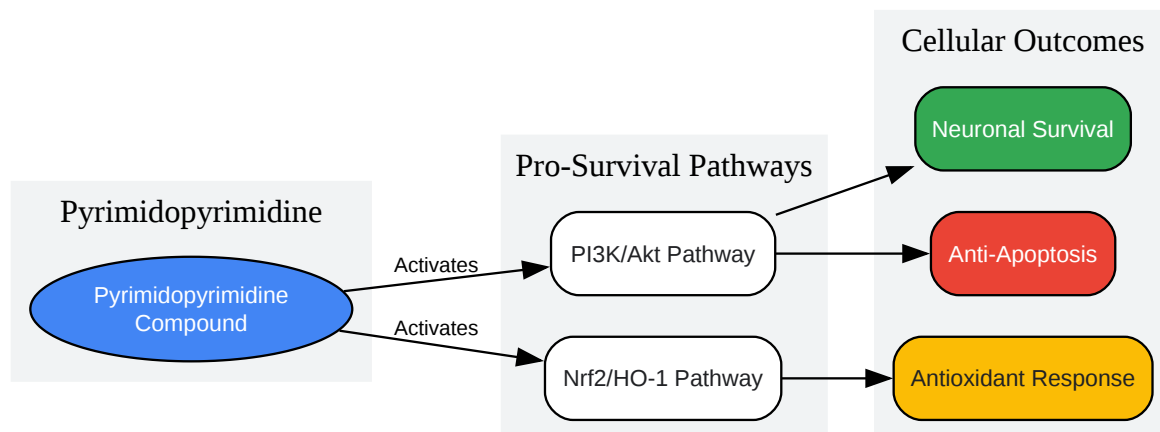 Pyrimidopyrimidine
Pyrimidopyrimidine
Compound
Activates
Activates
Pro-Survival Pathways
PI3K/Akt Pathway
Nrf2/HO-1 Pathway
Cellular Outcomes
Neuronal Survival
Anti-Apoptosis
Antioxidant Response